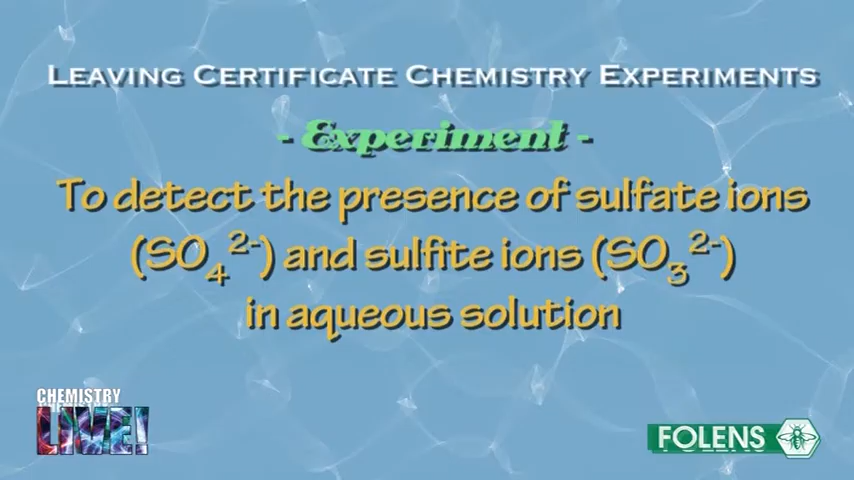 LEAVING CERTIFICATE CHEMISTRY EXPERIMENTS
- Experiment -
To detect the presence of sulfate ions
(SO₄²⁻) and sulfite ions (SO₃²⁻)
in aqueous solution
CHEMISTRY
LIVE!
FOLENS